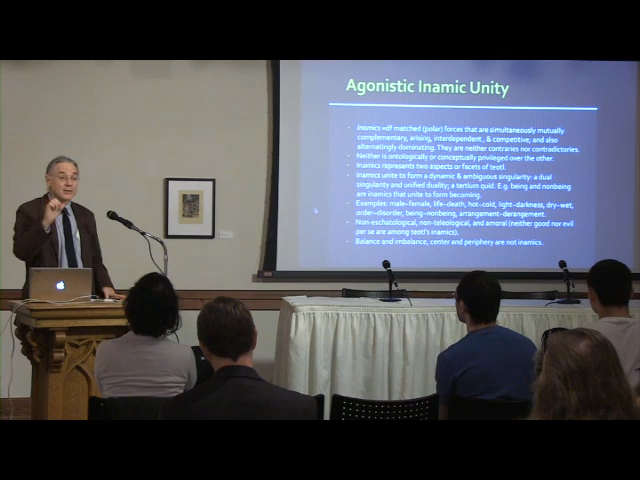 Agonistic Inamic Unity
- Inamics =df matched (polar) forces that are simultaneously mutually
complementary, arising, interdependent , & competitive; and also
alternatingly dominating. They are neither contraries nor contradictories.
- Neither is ontologically or conceptually privileged over the other.
- Inamics represents two aspects or facets of teotl.
- Inamics unite to form a dynamic & ambiguous singularity: a dual
singularity and unified duality; a tertium quid. E.g. being and nonbeing
are inamics that unite to form becoming.
- Examples: male–female, life–death, hot–cold, light–darkness, dry–wet,
order–disorder, being–nonbeing, arrangement–derangement.
- Non-eschatological, non-teleological, and amoral (neither good nor evil
per se are among teotl's inamics).
- Balance and imbalance, center and periphery are not inamics.